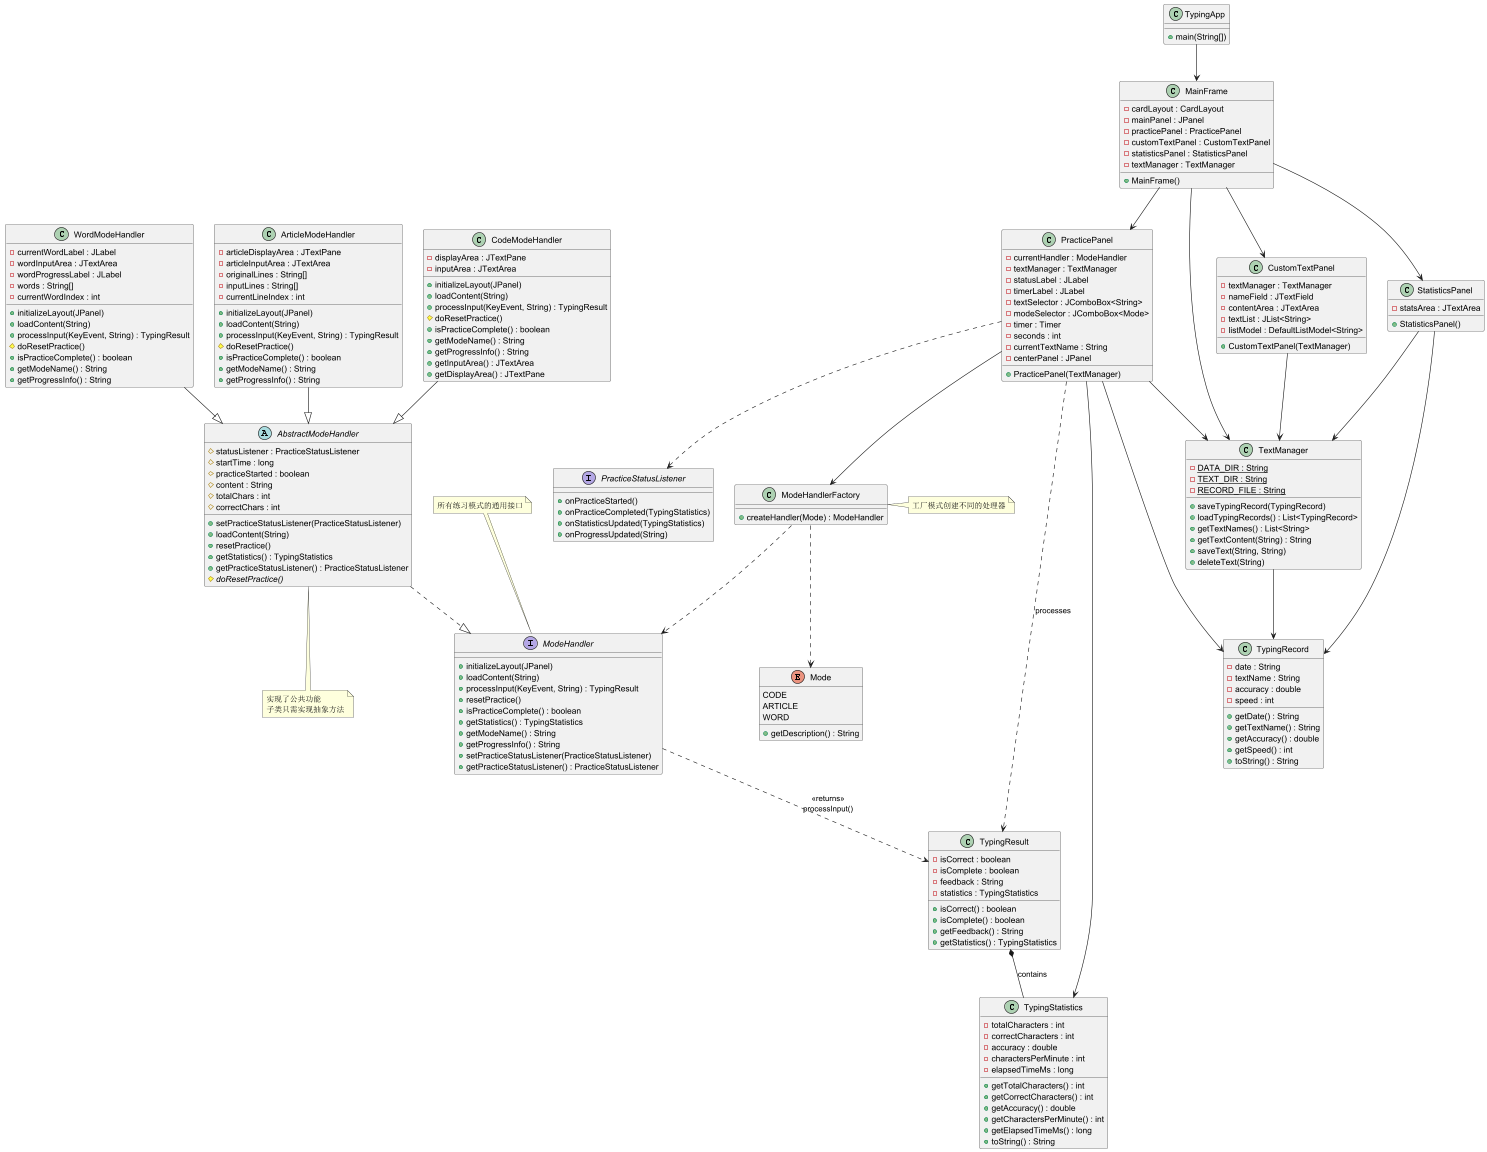 C TypingApp
main(String[])
C MainFrame
cardLayout : CardLayout
mainPanel : JPanel
practicePanel : PracticePanel
customTextPanel : CustomTextPanel
statisticsPanel : StatisticsPanel
textManager : TextManager
MainFrame()
C WordModeHandler
currentWordLabel : JLabel
wordInputArea : JTextArea
wordProgressLabel : JLabel
words : String[]
currentWordIndex : int
initializeLayout(JPanel)
loadContent(String)
processInput(KeyEvent, String) : TypingResult
doResetPractice()
isPracticeComplete() : boolean
getModeName() : String
getProgressInfo() : String
C ArticleModeHandler
articleDisplayArea : JTextPane
articleInputArea : JTextArea
originalLines : String[]
inputLines : String[]
currentLineIndex : int
initializeLayout(JPanel)
loadContent(String)
processInput(KeyEvent, String) : TypingResult
doResetPractice()
isPracticeComplete() : boolean
getModeName() : String
getProgressInfo() : String
C CodeModeHandler
displayArea : JTextPane
inputArea : JTextArea
initializeLayout(JPanel)
loadContent(String)
processInput(KeyEvent, String) : TypingResult
doResetPractice()
isPracticeComplete() : boolean
getModeName() : String
getProgressInfo() : String
getInputArea() : JTextArea
getDisplayArea() : JTextPane
C PracticePanel
currentHandler : ModeHandler
textManager : TextManager
statusLabel : JLabel
timerLabel : JLabel
textSelector : JComboBox<String>
modeSelector : JComboBox<Mode>
timer : Timer
seconds : int
currentTextName : String
centerPanel : JPanel
PracticePanel(TextManager)
C CustomTextPanel
textManager : TextManager
nameField : JTextField
contentArea : JTextArea
textList : JList<String>
listModel : DefaultListModel<String>
CustomTextPanel(TextManager)
C StatisticsPanel
statsArea : JTextArea
StatisticsPanel()
A AbstractModeHandler
statusListener : PracticeStatusListener
startTime : long
practiceStarted : boolean
content : String
totalChars : int
correctChars : int
setPracticeStatusListener(PracticeStatusListener)
loadContent(String)
resetPractice()
getStatistics() : TypingStatistics
getPracticeStatusListener() : PracticeStatusListener
doResetPractice()
所有练习模式的通用接口
I PracticeStatusListener
onPracticeStarted()
onPracticeCompleted(TypingStatistics)
onStatisticsUpdated(TypingStatistics)
onProgressUpdated(String)
C ModeHandlerFactory
createHandler(Mode) : ModeHandler
工厂模式创建不同的处理器
C TextManager
DATA_DIR : String
TEXT_DIR : String
RECORD_FILE : String
saveTypingRecord(TypingRecord)
loadTypingRecords() : List<TypingRecord>
getTextNames() : List<String>
getTextContent(String) : String
saveText(String, String)
deleteText(String)
processes
实现了公共功能
子类只需实现抽象方法
I ModeHandler
initializeLayout(JPanel)
loadContent(String)
processInput(KeyEvent, String) : TypingResult
resetPractice()
isPracticeComplete() : boolean
getStatistics() : TypingStatistics
getModeName() : String
getProgressInfo() : String
setPracticeStatusListener(PracticeStatusListener)
getPracticeStatusListener() : PracticeStatusListener
E Mode
CODE
ARTICLE
WORD
getDescription() : String
C TypingRecord
date : String
textName : String
accuracy : double
speed : int
getDate() : String
getTextName() : String
getAccuracy() : double
getSpeed() : int
toString() : String
«returns»
processInput()
C TypingResult
isCorrect : boolean
isComplete : boolean
feedback : String
statistics : TypingStatistics
isCorrect() : boolean
isComplete() : boolean
getFeedback() : String
getStatistics() : TypingStatistics
contains
C TypingStatistics
totalCharacters : int
correctCharacters : int
accuracy : double
charactersPerMinute : int
elapsedTimeMs : long
getTotalCharacters() : int
getCorrectCharacters() : int
getAccuracy() : double
getCharactersPerMinute() : int
getElapsedTimeMs() : long
toString() : String